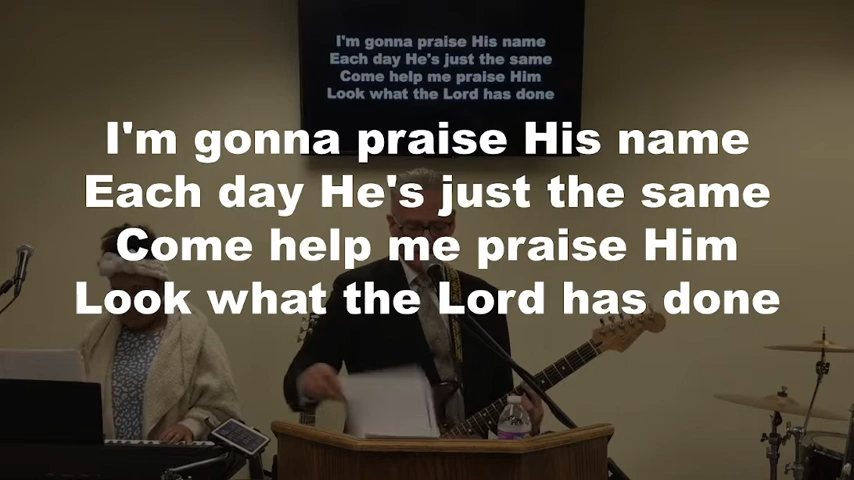 I'm gonna praise His name
Each day He's just the same
Come help me praise Him
Look what the Lord has done
I'm gonna praise His name
Each day He's just the same
Come help me praise Him
Look what the Lord has done